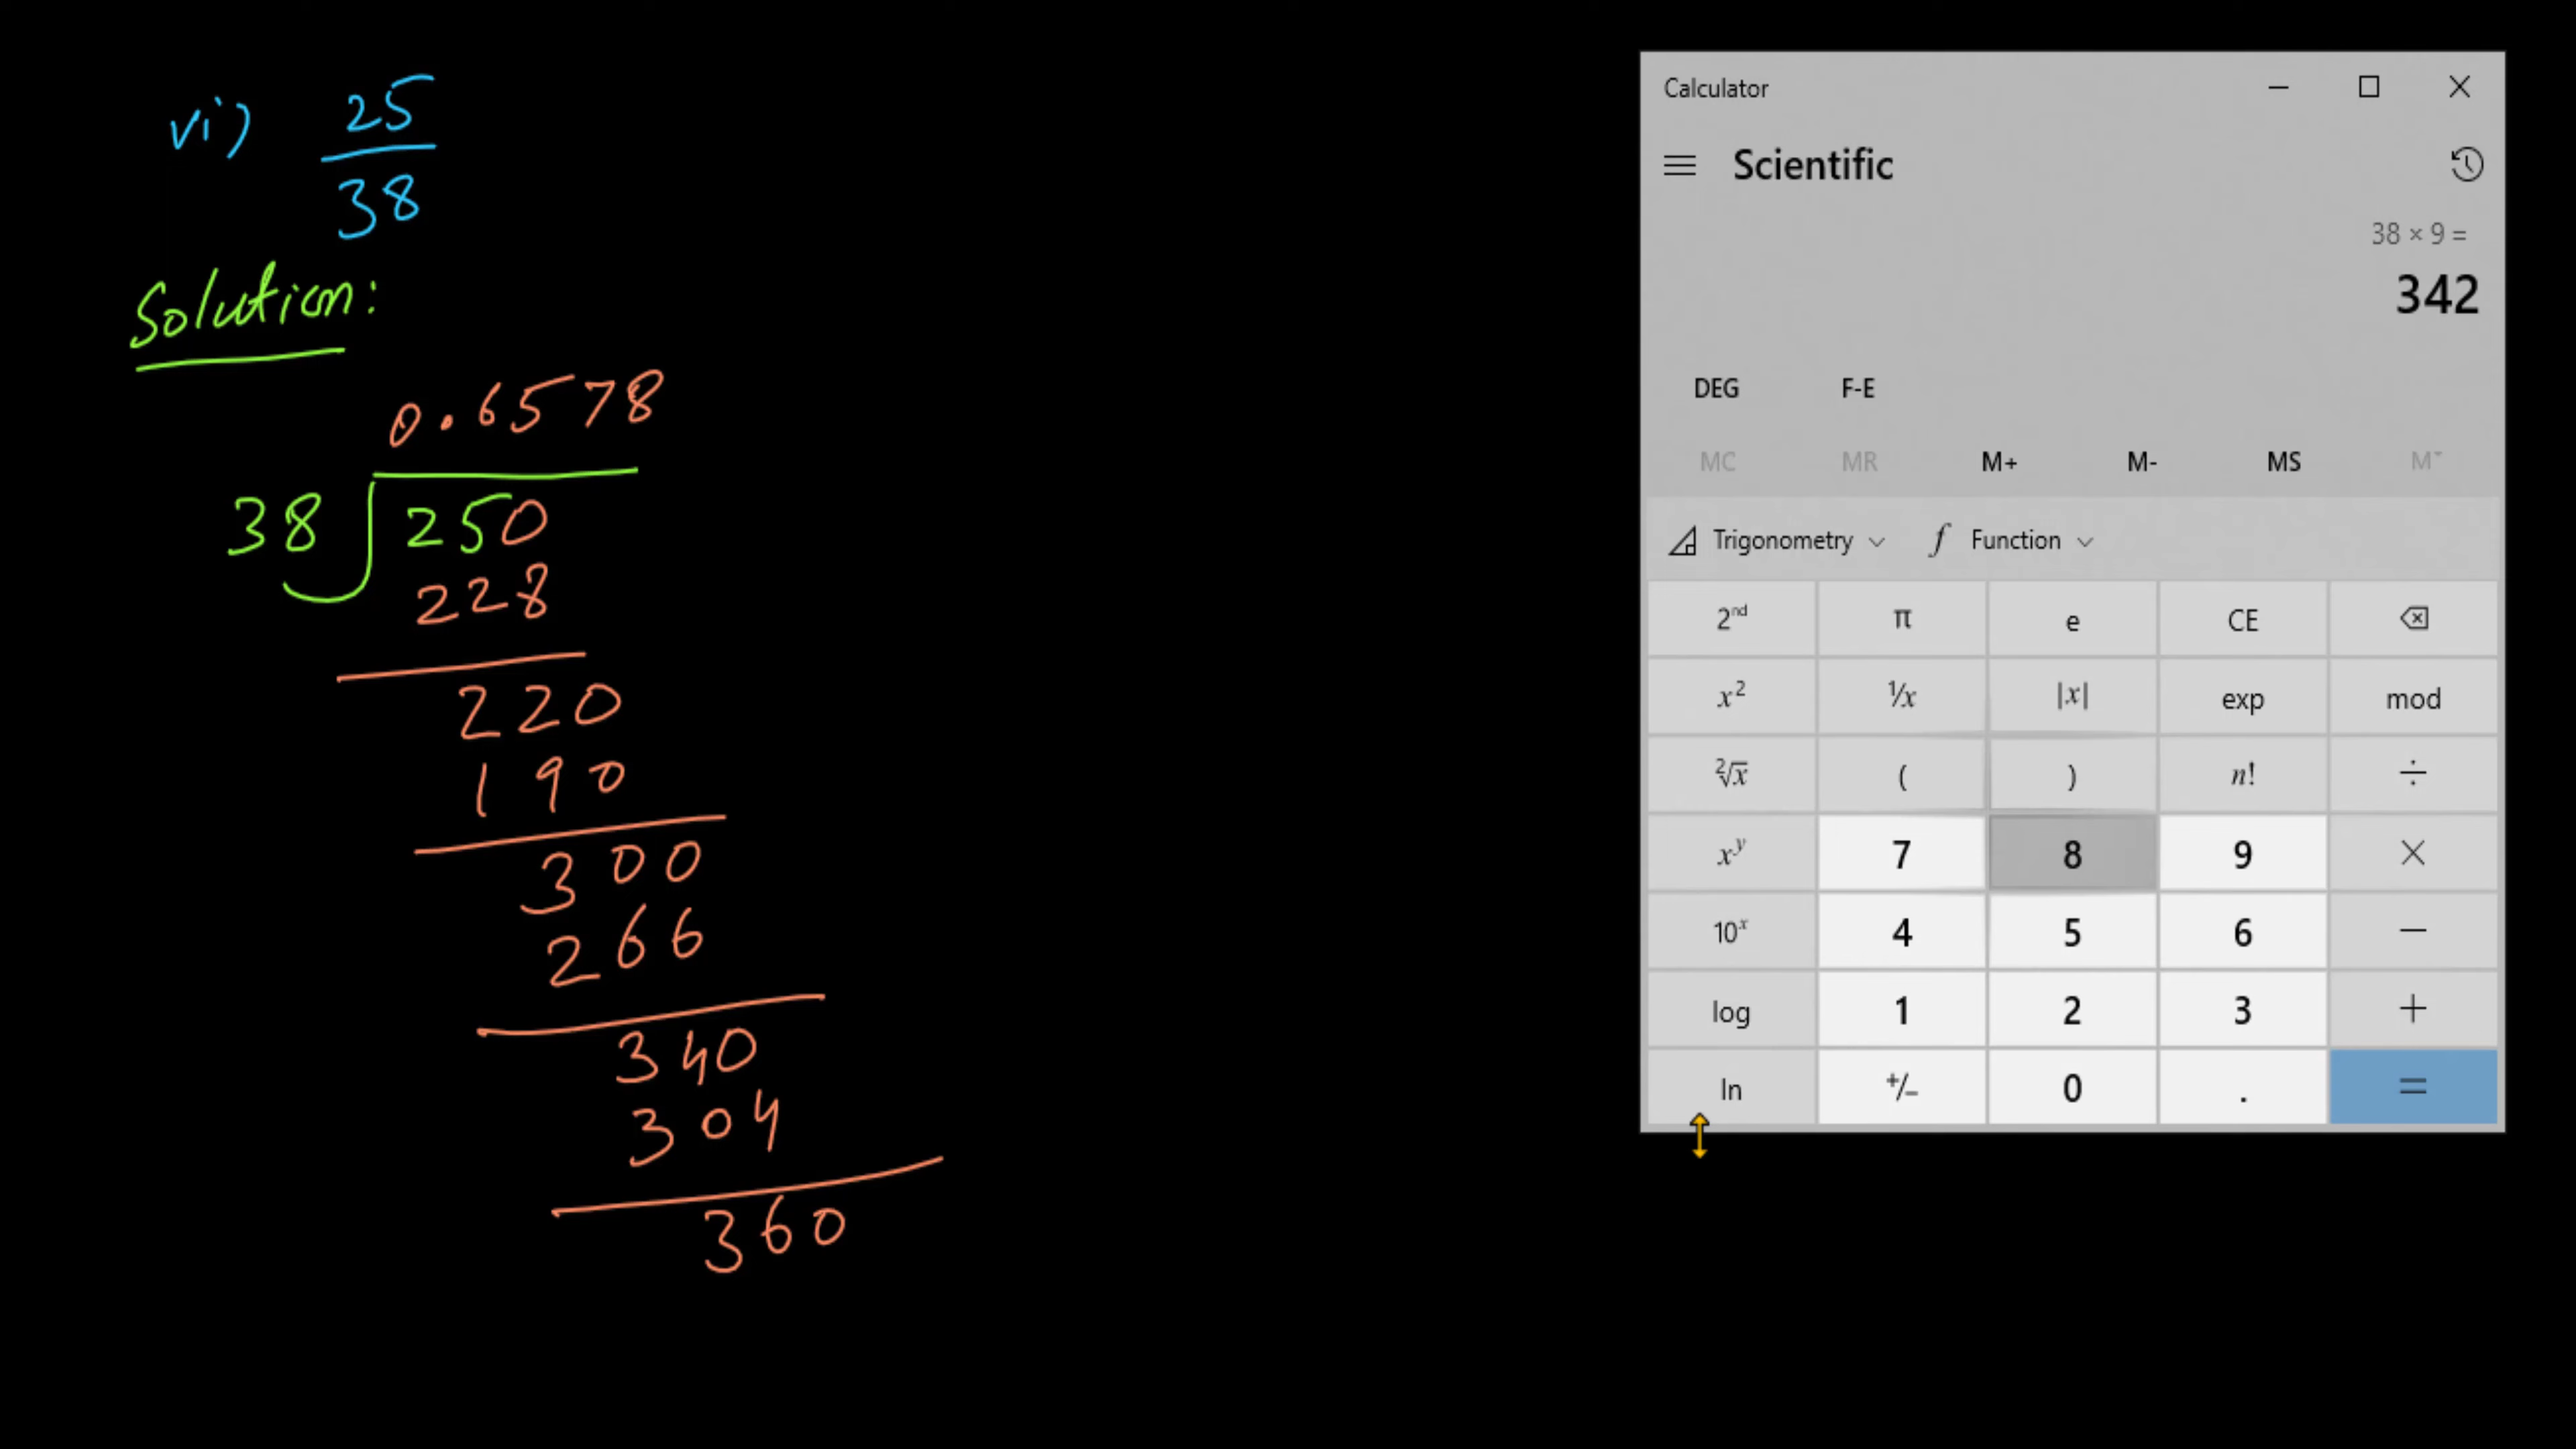 vi) 25
38
Solution:
0.6578
38 250
228
220
190
300
266
340
304
360
Calculator
Scientific
38 × 9 =
342
DEG F-E
MC MR M+ M- MS M˅
Trigonometry f Function
2ⁿᵈ π e CE
x² ¹/x |x| exp mod
²√x ( ) n! ÷
xʸ 7 8 9 ×
10ˣ 4 5 6 −
log 1 2 3 +
ln +/− 0 . =